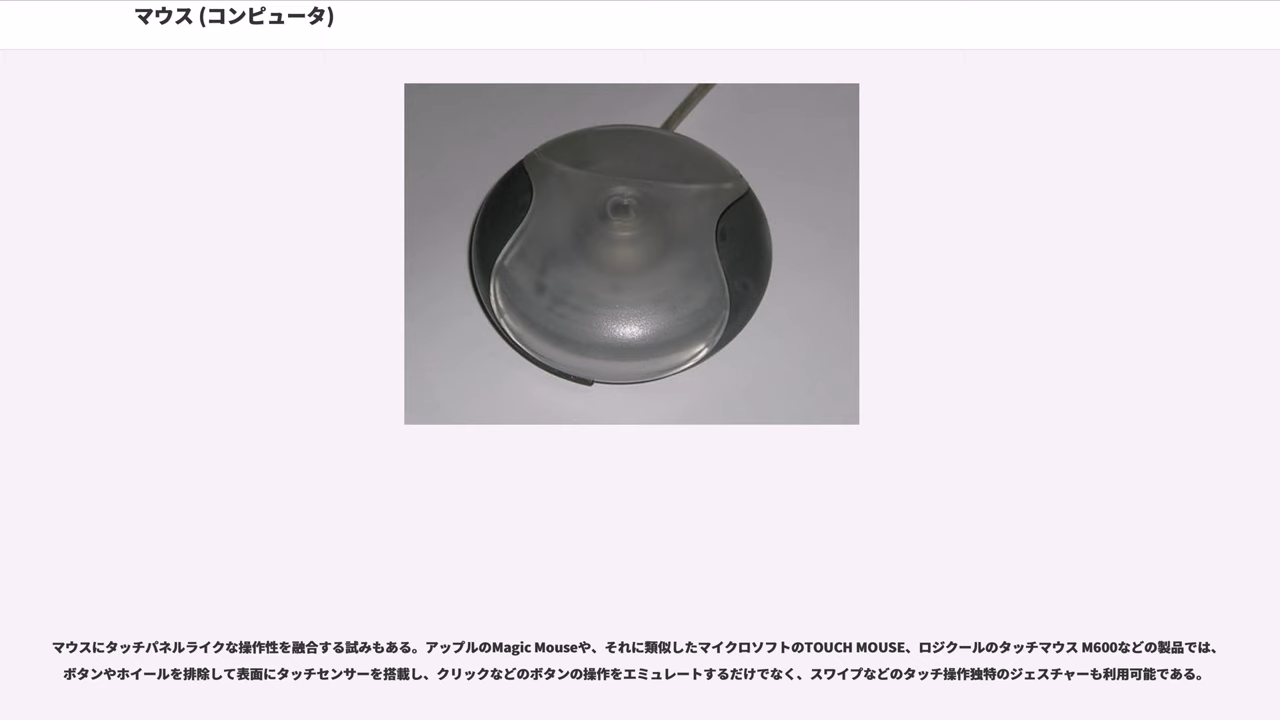 マウス (コンピュータ)
マウスにタッチパネルライクな操作性を融合する試みもある。アップルのMagic Mouseや、それに類似したマイクロソフトのTOUCH MOUSE、ロジクールのタッチマウス M600などの製品では、
ボタンやホイールを排除して表面にタッチセンサーを搭載し、クリックなどのボタンの操作をエミュレートするだけでなく、スワイプなどのタッチ操作独特のジェスチャーも利用可能である。